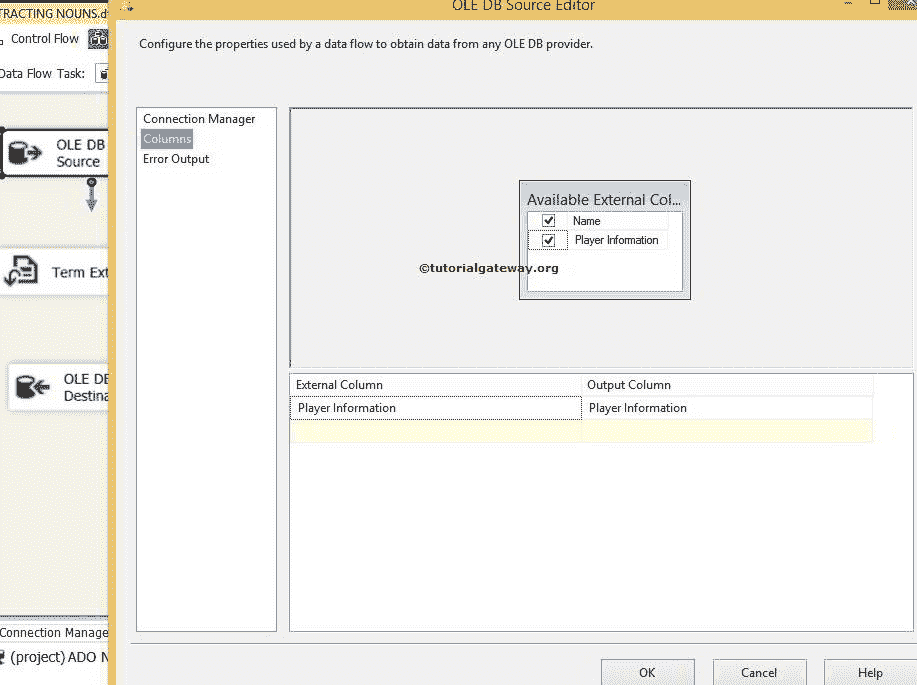 OLE DB Source Editor
TRACTING NOUNS.d
Control Flow
Data Flow Task:
OLE DB
Source
Term Ext
OLE DE
Destina
Connection Manage
(project) ADO N
Configure the properties used by a data flow to obtain data from any OLE DB provider.
Connection Manager
Columns
Error Output
Available External Col...
Name
Player Information
©tutorialgateway.org
External Column Output Column
Player Information Player Information
OK Cancel Help